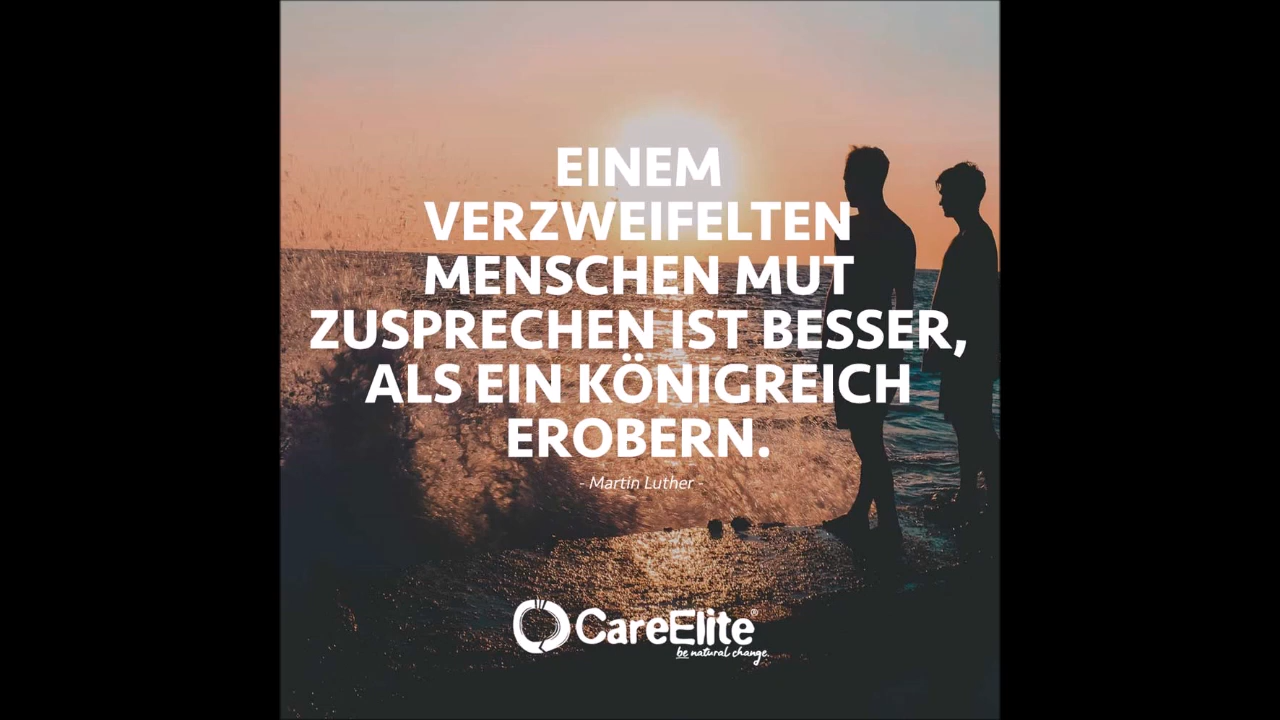 EINEM
VERZWEIFELTEN
MENSCHEN MUT
ZUSPRECHEN IST BESSER,
ALS EIN KÖNIGREICH
EROBERN.
- Martin Luther -
CareElite®
be natural change.